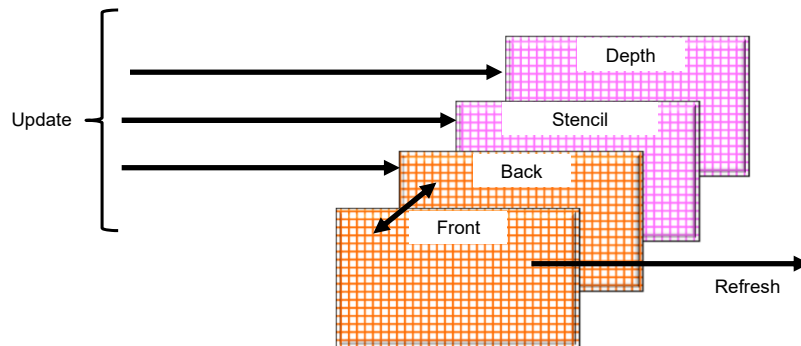 Depth
Stencil
Update
Back
Front
Refresh